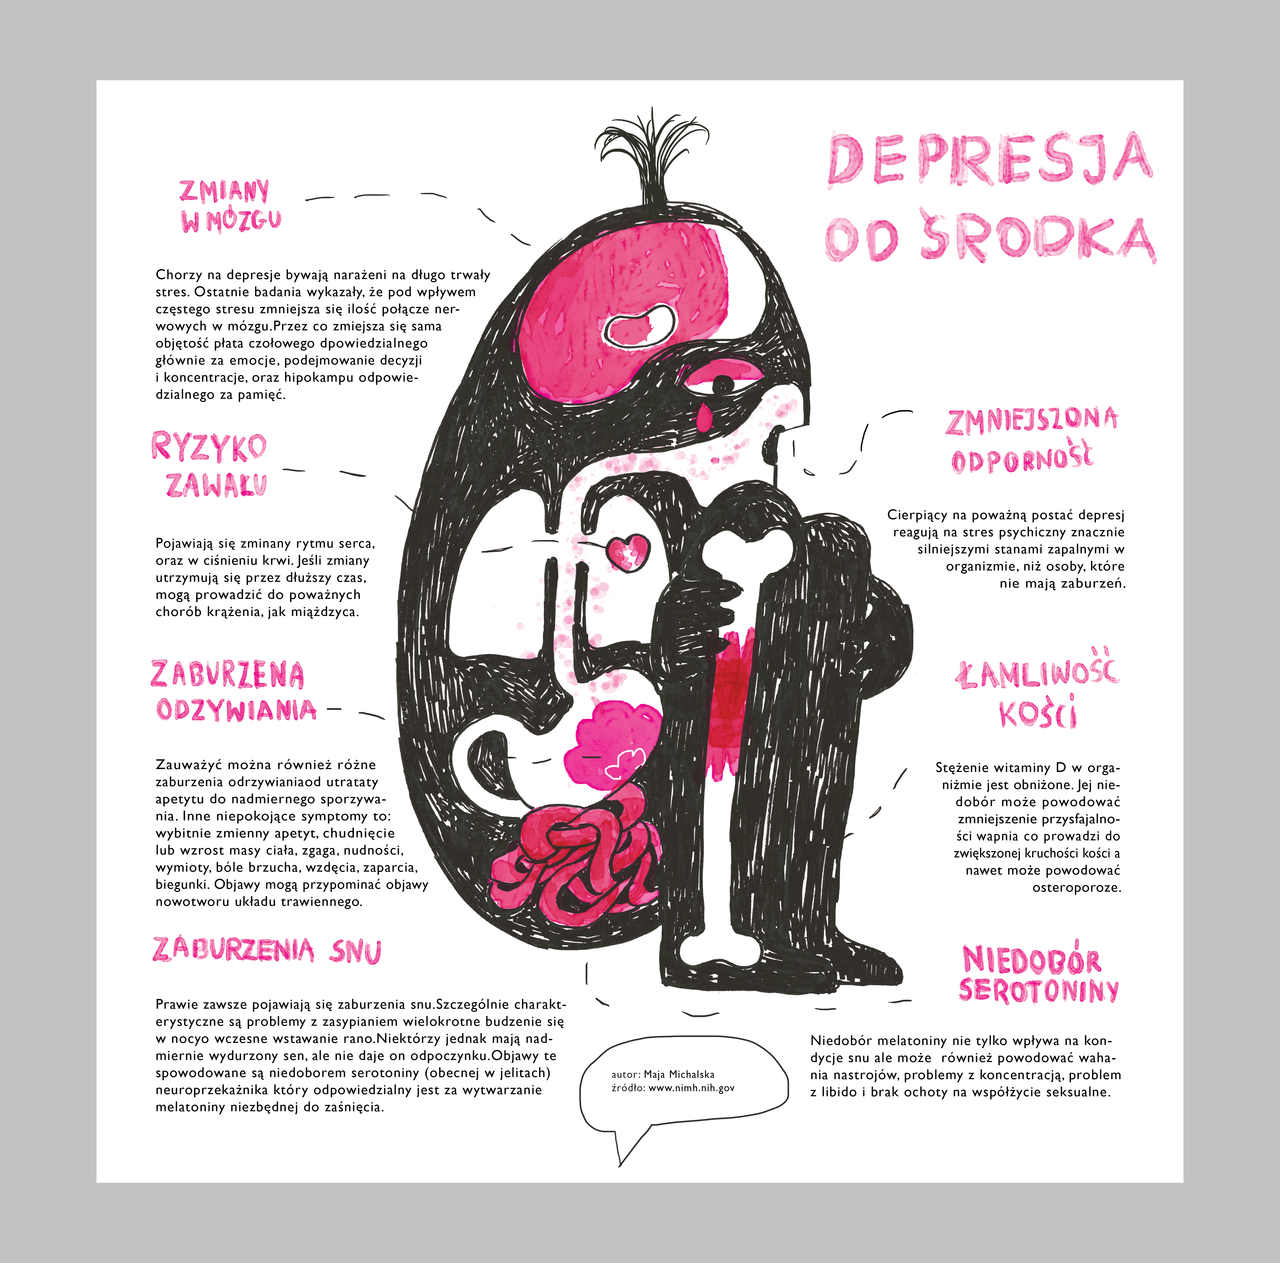 DEPRESJA
OD ŚRODKA
ZMIANY
W MÓZGU
Chorzy na depresje bywają narażeni na długo trwały
stres. Ostatnie badania wykazały, że pod wpływem
częstego stresu zmniejsza się ilość połącze ner-
wowych w mózgu.Przez co zmiejsza się sama
objętość płata czołowego dpowiedzialnego
głównie za emocje, podejmowanie decyzji
i koncentracje, oraz hipokampu odpowie-
dzialnego za pamięć.
RYZYKO
ZAWAŁU
Pojawiają się zminany rytmu serca,
oraz w ciśnieniu krwi. Jeśli zmiany
utrzymują się przez dłuższy czas,
mogą prowadzić do poważnych
chorób krążenia, jak miążdzyca.
ZABURZENA
ODZYWIANIA
Zauważyć można również różne
zaburzenia odrzywianiaod utrataty
apetytu do nadmiernego sporzywa-
nia. Inne niepokojące symptomy to:
wybitnie zmienny apetyt, chudnięcie
lub wzrost masy ciała, zgaga, nudności,
wymioty, bóle brzucha, wzdęcia, zaparcia,
biegunki. Objawy mogą przypominać objawy
nowotworu układu trawiennego.
ZABURZENIA SNU
Prawie zawsze pojawiają się zaburzenia snu.Szczególnie charakt-
erystyczne są problemy z zasypianiem wielokrotne budzenie się
w nocyo wczesne wstawanie rano.Niektórzy jednak mają nad-
miernie wydurzony sen, ale nie daje on odpoczynku.Objawy te
spowodowane są niedoborem serotoniny (obecnej w jelitach)
neuroprzekaźnika który odpowiedzialny jest za wytwarzanie
melatoniny niezbędnej do zaśnięcia.
ZMNIEJSZONA
ODPORNOŚĆ
Cierpiący na poważną postać depresj
reagują na stres psychiczny znacznie
silniejszymi stanami zapalnymi w
organizmie, niż osoby, które
nie mają zaburzeń.
ŁAMLIWOŚĆ
KOŚCI
Stężenie witaminy D w orga-
niżmie jest obniżone. Jej nie-
dobór może powodować
zmniejszenie przysfajalno-
ści wapnia co prowadzi do
zwiększonej kruchości kości a
nawet może powodować
osteroporoze.
NIEDOBÓR
SEROTONINY
Niedobór melatoniny nie tylko wpływa na kon-
dycje snu ale może również powodować waha-
nia nastrojów, problemy z koncentracją, problem
z libido i brak ochoty na współżycie seksualne.
autor: Maja Michalska
źródło: www.nimh.nih.gov